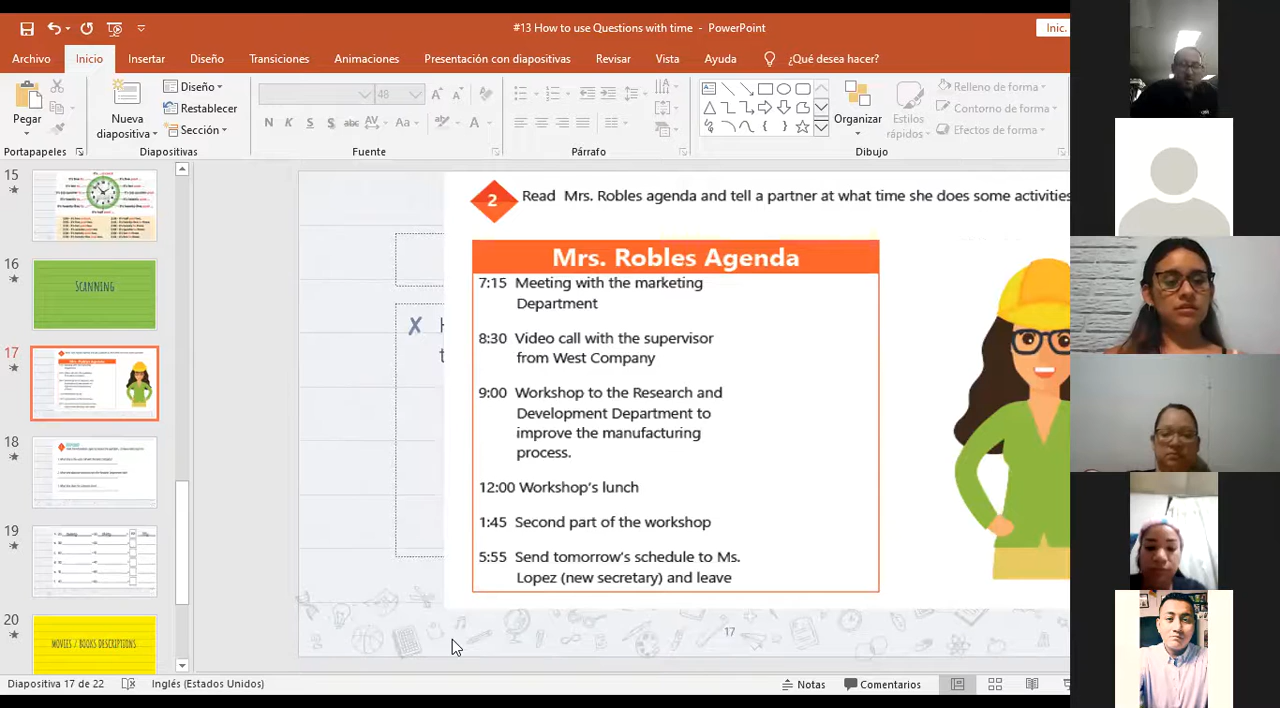 #13 How to use Questions with time - PowerPoint
Inic.
Archivo Inicio Insertar Diseño Transiciones Animaciones Presentación con diapositivas Revisar Vista Ayuda ¿Qué desea hacer?
Pegar
Nueva
diapositiva
Diseño
Restablecer
Sección
48
N K S S abc AV Aa A
Organizar
Estilos
rápidos
Relleno de forma
Contorno de forma
Efectos de forma
Portapapeles Diapositivas Fuente Párrafo Dibujo
15
16
SCANNING
17
18
19
20
MOVIES / BOOKS DESCRIPTIONS
2
Read Mrs. Robles agenda and tell a partner at what time she does some activities
Mrs. Robles Agenda
7:15 Meeting with the marketing
Department
8:30 Video call with the supervisor
from West Company
9:00 Workshop to the Research and
Development Department to
improve the manufacturing
process.
12:00 Workshop's lunch
1:45 Second part of the workshop
5:55 Send tomorrow's schedule to Ms.
Lopez (new secretary) and leave
17
Diapositiva 17 de 22 Inglés (Estados Unidos) Notas Comentarios